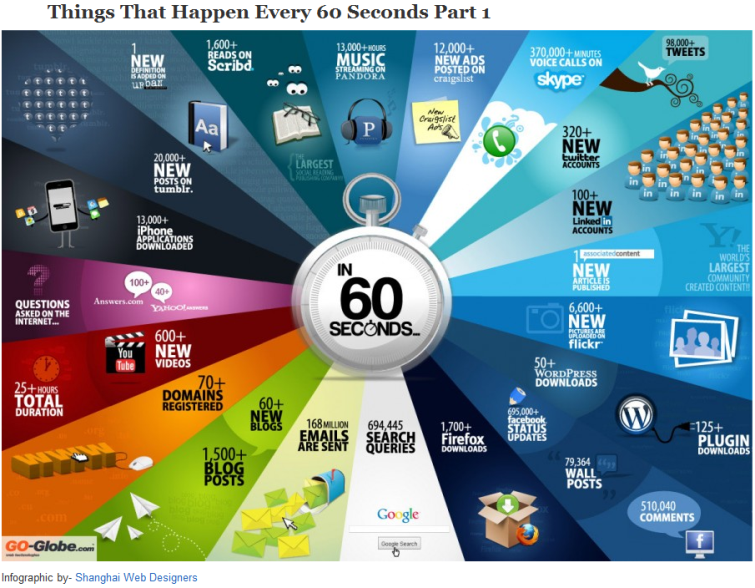 Things That Happen Every 60 Seconds Part 1
1
NEW
DEFINITION
IS ADDED ON
URBAN
1,600+
READS ON
Scribd.
13,000+HOURS
MUSIC
STREAMING ON
PANDORA
12,000+
NEW ADS
POSTED ON
craigslist
370,000+ MINUTES
VOICE CALLS ON
skype
98,000+
TWEETS
Aa
{THE
LARGEST
SOCIAL READING
PUBLISHING COMPANY}
P
New
Craigslist
Ads
320+
NEW
twitter
ACCOUNTS
20,000+
NEW
POSTS ON
tumblr.
100+
NEW
Linked in
ACCOUNTS
13,000+
iPhone
APPLICATIONS
DOWNLOADED
1
associatedcontent
NEW
ARTICLE IS
PUBLISHED
Y!
THE
WORLD'S
LARGEST
COMMUNITY
CREATED CONTENT!!
?
QUESTIONS
ASKED ON THE
INTERNET...
100+
Answers.com
40+
YAHOO! ANSWERS
IN
60
SECONDS...
6,600+
NEW
PICTURES ARE
UPLOADED ON
flickr
You
Tube
600+
NEW
VIDEOS
25+HOURS
TOTAL
DURATION
50+
WORDPRESS
DOWNLOADS
W
125+
PLUGIN
DOWNLOADS
70+
DOMAINS
REGISTERED
WWW
.com
60+
NEW
BLOGS
1,500+
BLOG
POSTS
168 MILLION
EMAILS
ARE SENT
694,445
SEARCH
QUERIES
Google
Google Search
1,700+
Firefox
DOWNLOADS
695,000+
facebook
STATUS
UPDATES
79,364
WALL
POSTS
510,040
COMMENTS
f
GO-Globe.com
Infographic by- Shanghai Web Designers